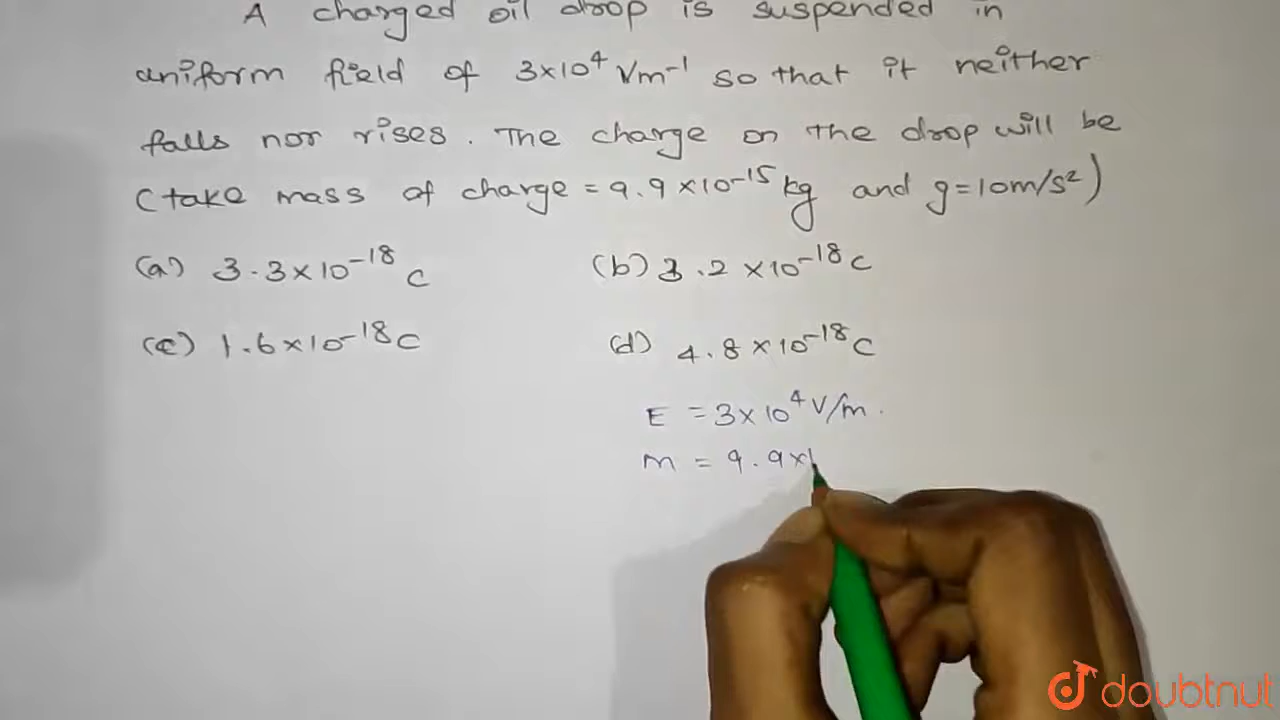 A charged oil drop is suspended in
uniform field of 3×10⁴ Vm⁻¹ so that it neither
falls nor rises. The charge on the drop will be
(take mass of charge = 9.9×10⁻¹⁵ kg and g=10m/s²)
(a) 3.3×10⁻¹⁸ C (b) 3.2×10⁻¹⁸ C
(c) 1.6×10⁻¹⁸ C (d) 4.8×10⁻¹⁸ C
E = 3×10⁴ V/m.
m = 9.9×1
doubtnut